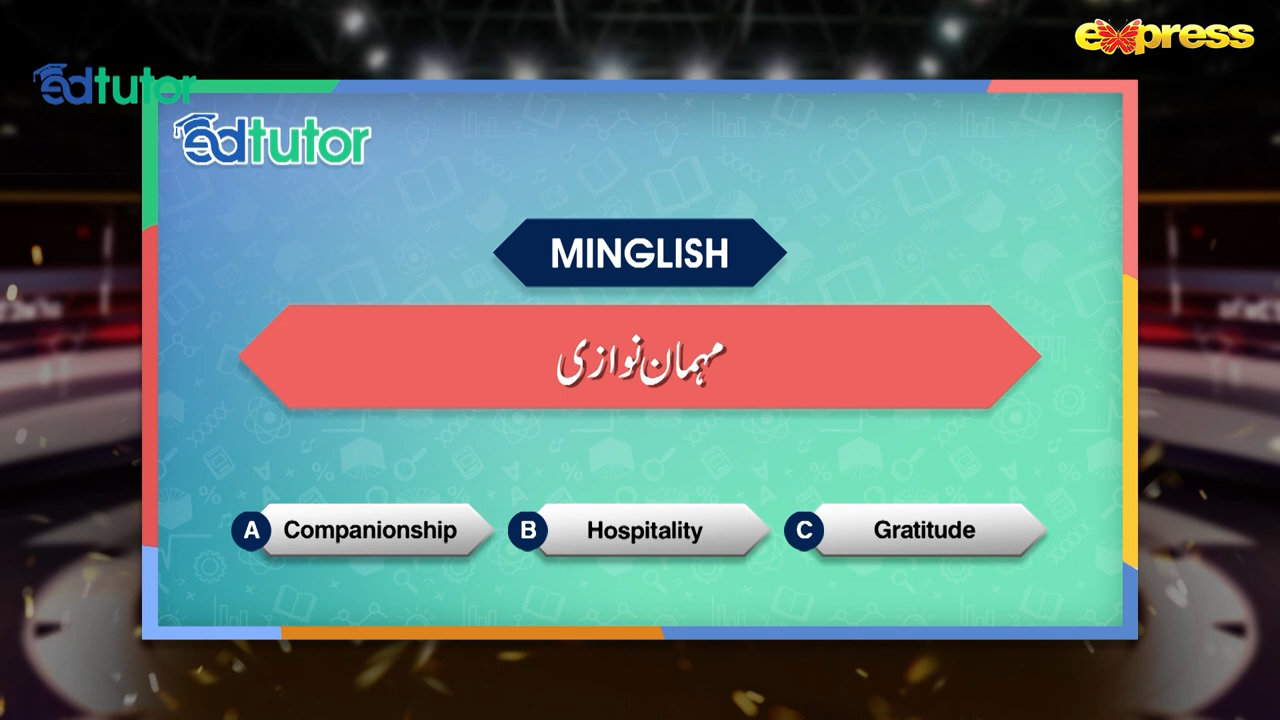 express
edtutor
edtutor
MINGLISH
مہمان نوازی
A Companionship
B Hospitality
C Gratitude